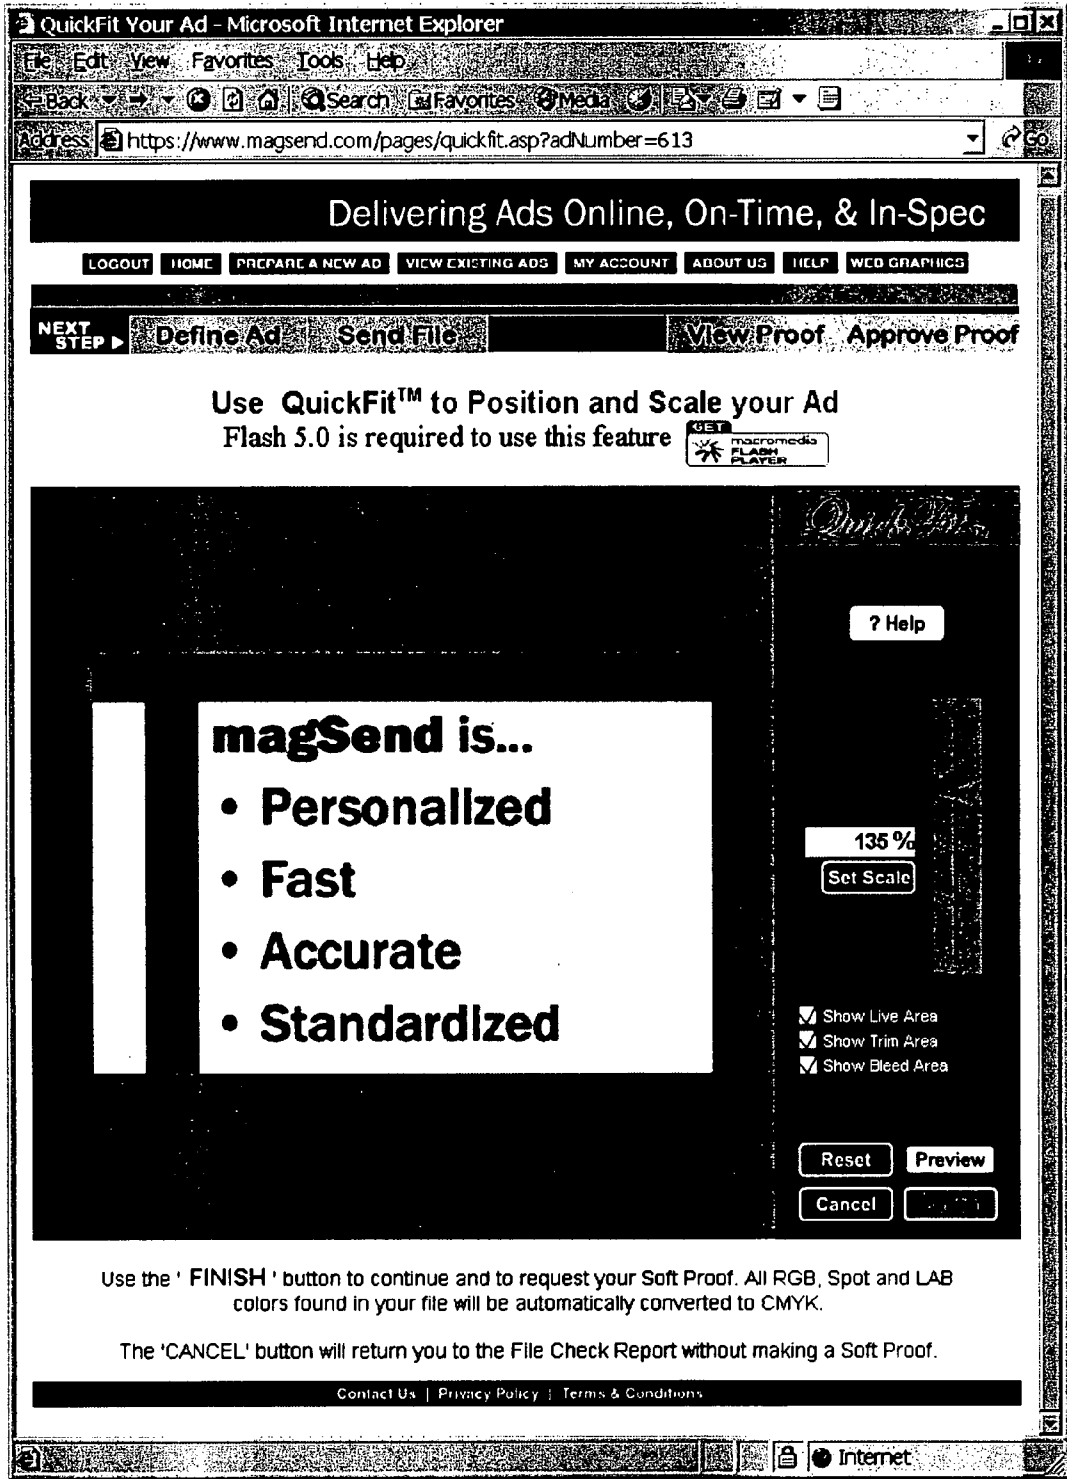 QuickFit Your Ad - Microsoft Internet Explorer
File Edit View Favorites Tools Help
Back Search Favorites Media
Address https://www.magsend.com/pages/quickfit.asp?adNumber=613 Go
Delivering Ads Online, On-Time, & In-Spec
LOGOUT HOME PREPARE A NEW AD VIEW EXISTING ADS MY ACCOUNT ABOUT US HELP WEB GRAPHICS
NEXT STEP Define Ad Send File View Proof Approve Proof
Use QuickFit™ to Position and Scale your Ad
Flash 5.0 is required to use this feature
GET
macromedia
FLASH
PLAYER
QuickFit
? Help
magSend is...
• Personalized
• Fast
• Accurate
• Standardized
135 %
Set Scale
Show Live Area
Show Trim Area
Show Bleed Area
Reset Preview
Cancel
Use the ' FINISH ' button to continue and to request your Soft Proof. All RGB, Spot and LAB
colors found in your file will be automatically converted to CMYK.
The 'CANCEL' button will return you to the File Check Report without making a Soft Proof.
Contact Us | Privacy Policy | Terms & Conditions
Internet